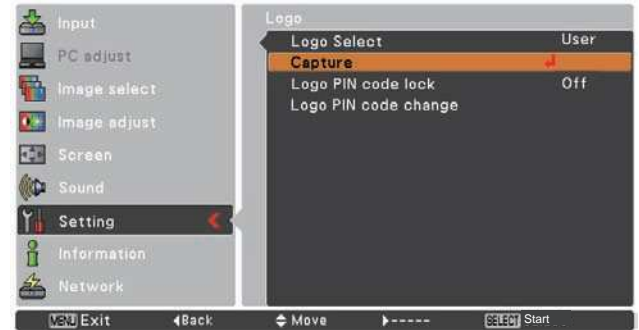 Input
PC adjust
Image select
Image adjust
Screen
Sound
Setting
Information
Network
Logo
Logo Select User
Capture
Logo PIN code lock Off
Logo PIN code change
MENU Exit Back Move ----- SELECT Start